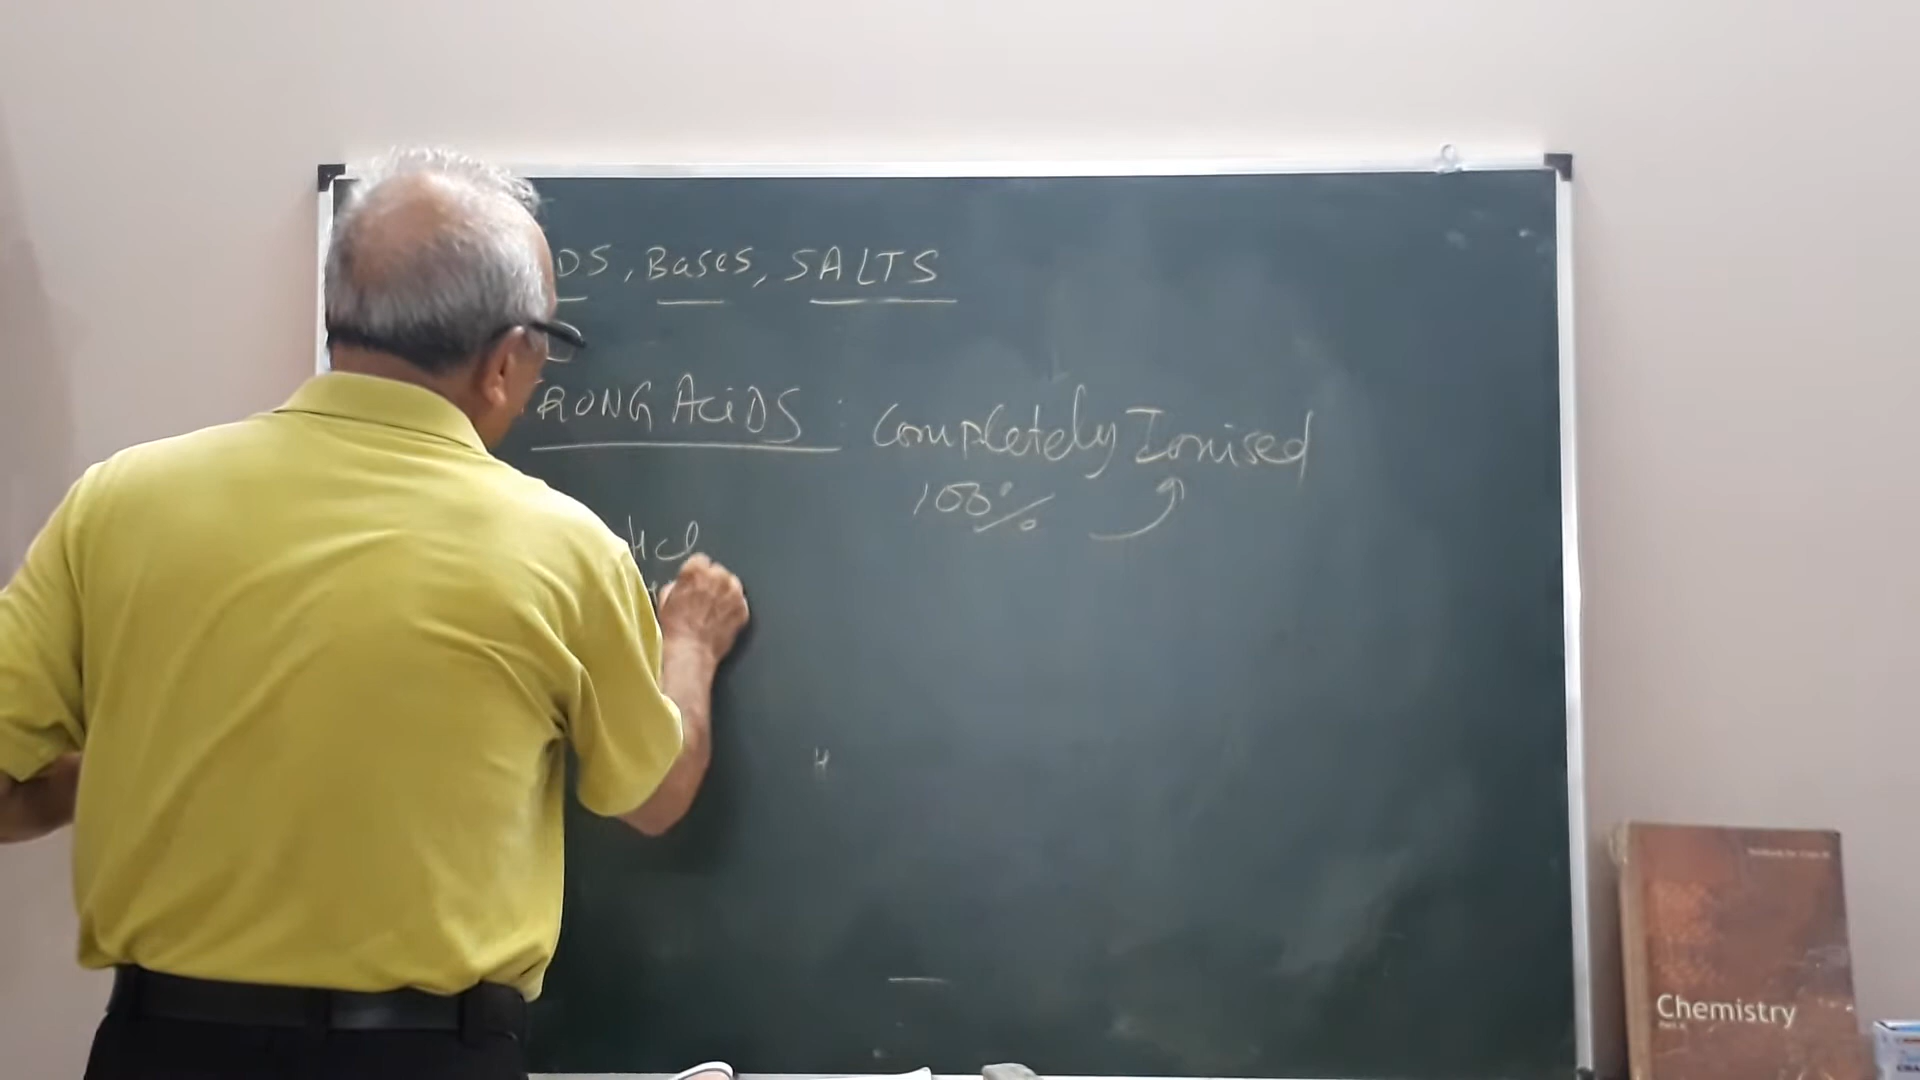 DS, Bases, SALTS
RONG ACiDS : Completely Ionised
100%
HCl
H
H
Chemistry